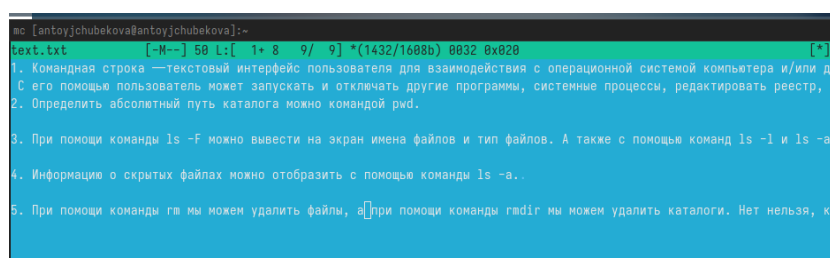 mc [antoyjchubekova@antoyjchubekova]:~
text.txt [-M--] 50 L:[ 1+ 8 9/ 9] *(1432/1608b) 0032 0x020 [*]
1. Командная строка —текстовый интерфейс пользователя для взаимодействия с операционной системой компьютера и/или д
С его помощью пользователь может запускать и отключать другие программы, системные процессы, редактировать реестр,
2. Определить абсолютный путь каталога можно командой pwd.
3. При помощи команды ls -F можно вывести на экран имена файлов и тип файлов. А также с помощью команд ls -l и ls -a
4. Информацию о скрытых файлах можно отобразить с помощью команды ls -a..
5. При помощи команды rm мы можем удалить файлы, а при помощи команды rmdir мы можем удалить каталоги. Нет нельзя, к